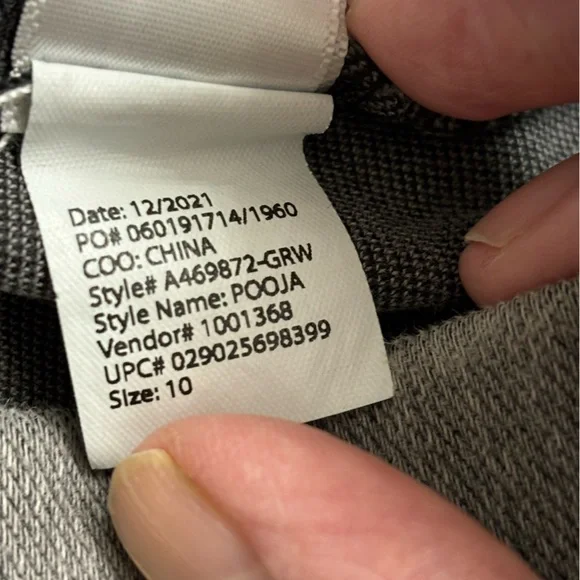 Date: 12/2021
PO# 060191714/1960
COO: CHINA
Style# A469872-GRW
Style Name: POOJA
Vendor# 1001368
UPC# 029025698399
Size: 10